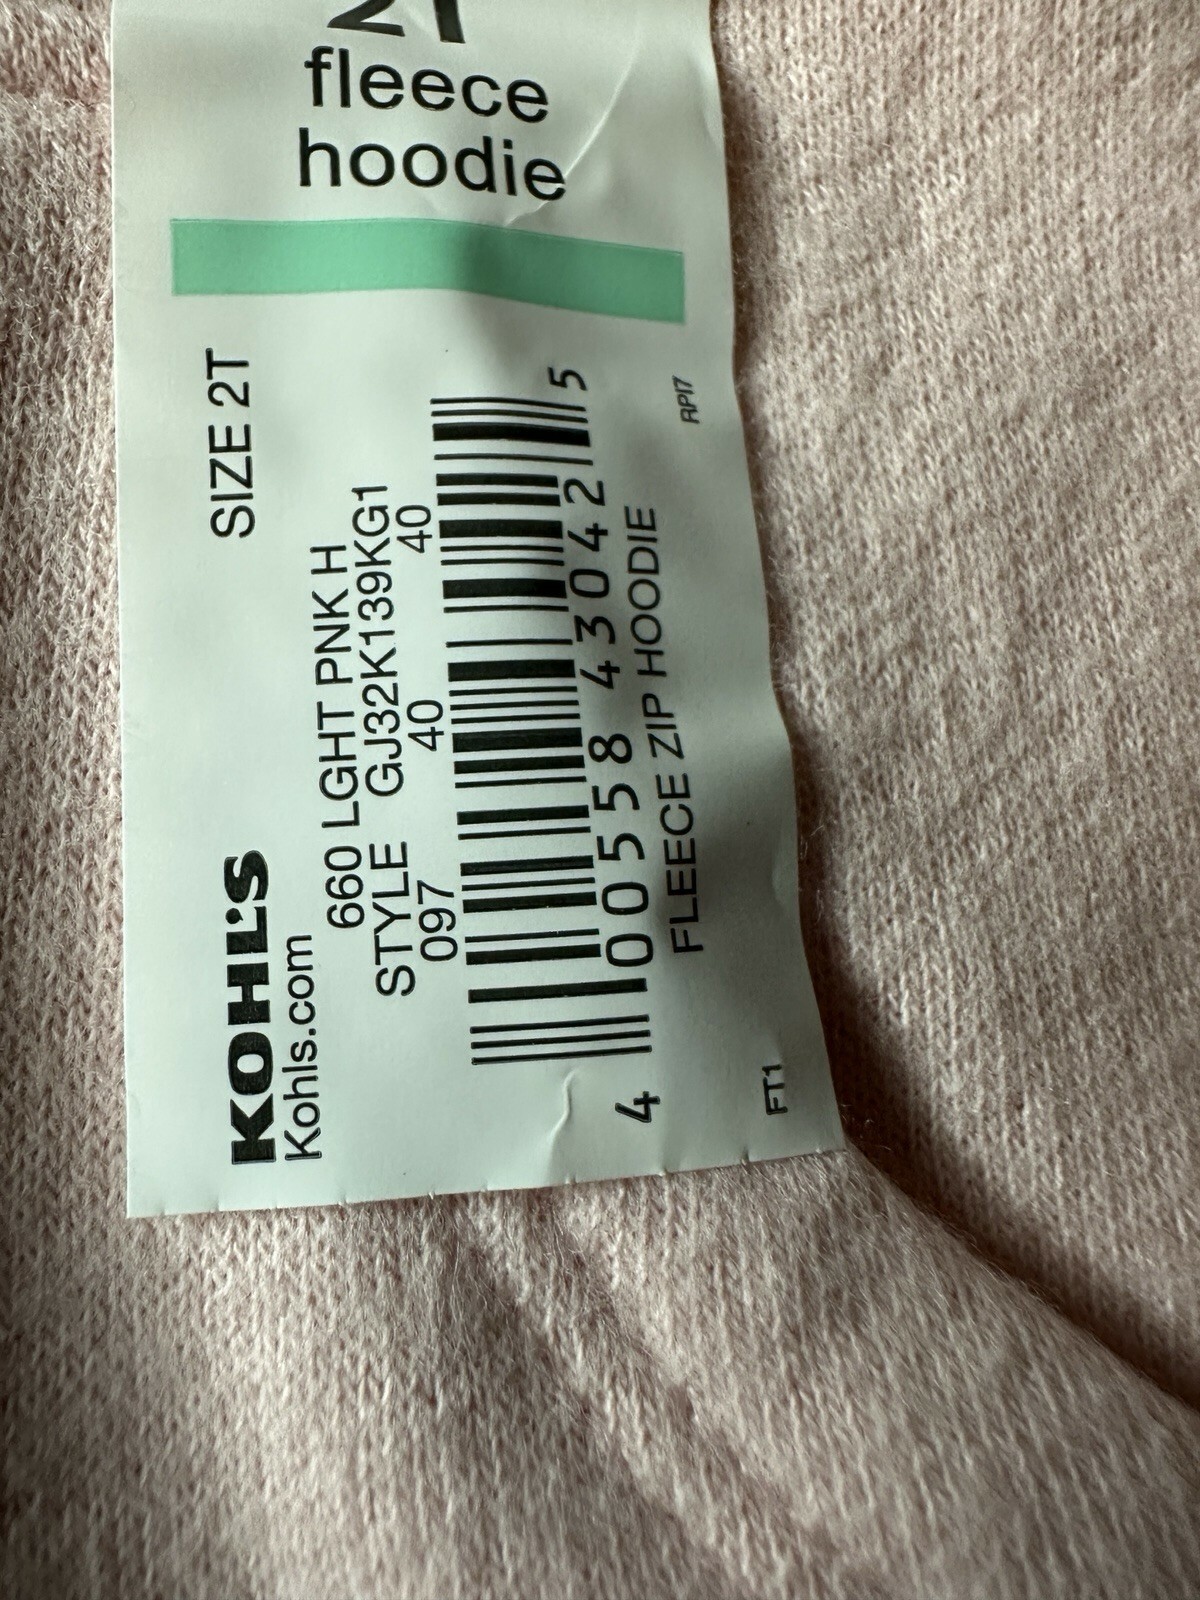 2T
fleece
hoodie
SIZE 2T
KOHL'S
Kohls.com
660 LGHT PNK H
STYLE GJ32K139KG1
097 40 40
4 00558 43042 5
FLEECE ZIP HOODIE
FT1
RPI7